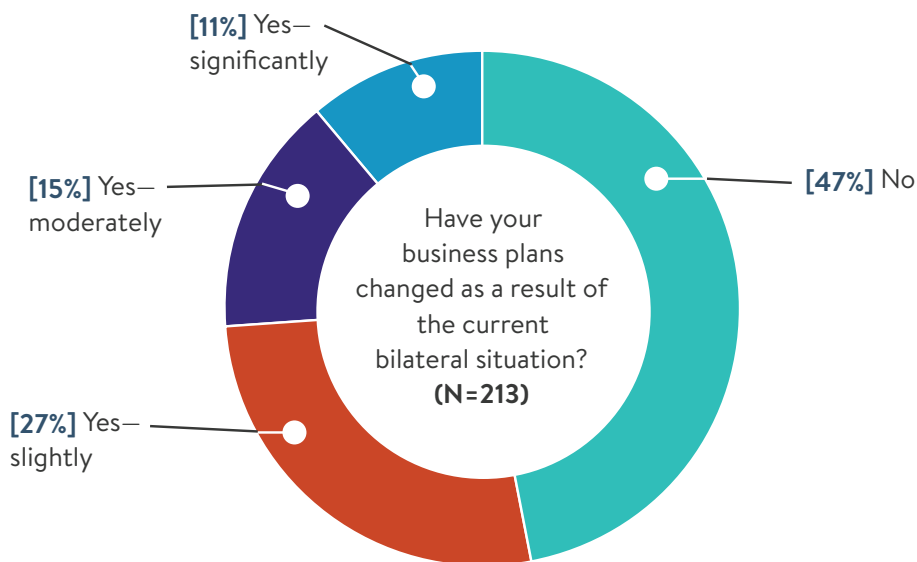 [11%] Yes—
significantly
[47%] No
[15%] Yes—
moderately
Have your
business plans
changed as a result of
the current
bilateral situation?
(N=213)
[27%] Yes—
slightly